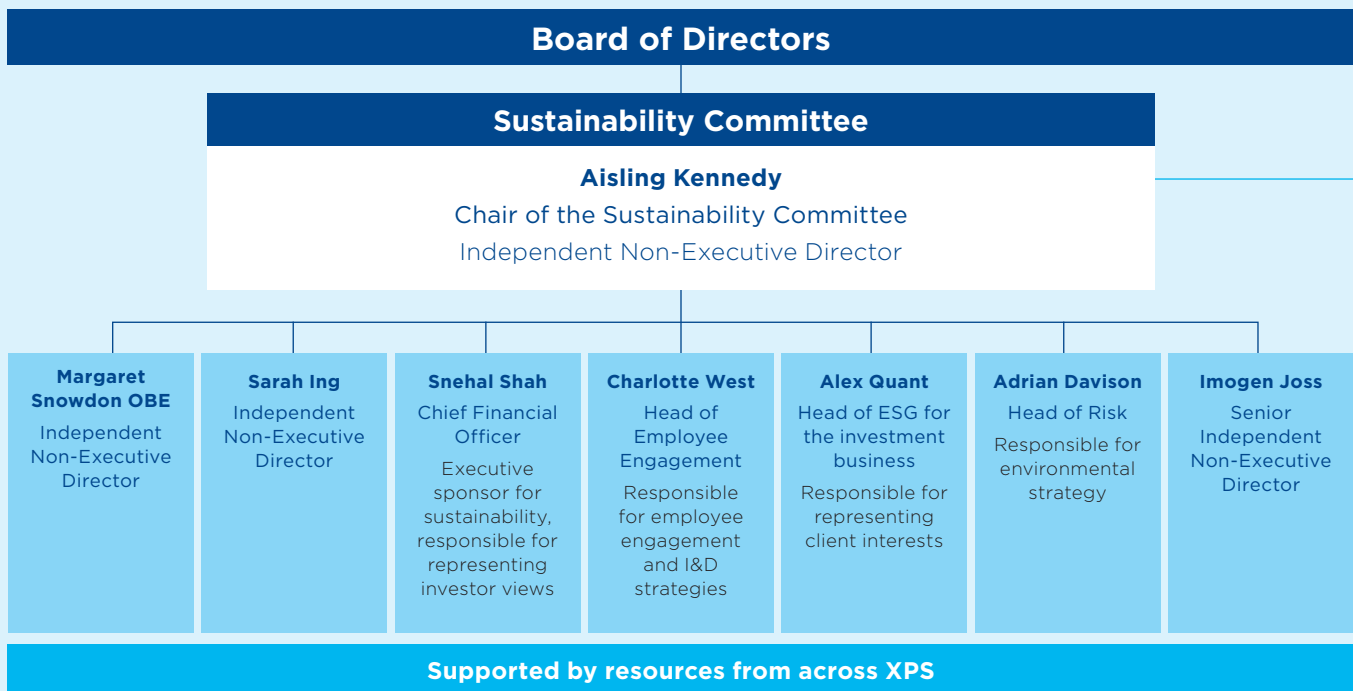 Board of Directors
Sustainability Committee
Aisling Kennedy
Chair of the Sustainability Committee
Independent Non-Executive Director
Margaret
Snowdon OBE
Independent
Non-Executive
Director
Sarah Ing
Independent
Non-Executive
Director
Snehal Shah
Chief Financial
Officer
Executive
sponsor for
sustainability,
responsible for
representing
investor views
Charlotte West
Head of
Employee
Engagement
Responsible
for employee
engagement
and I&D
strategies
Alex Quant
Head of ESG for
the investment
business
Responsible for
representing
client interests
Adrian Davison
Head of Risk
Responsible for
environmental
strategy
Imogen Joss
Senior
Independent
Non-Executive
Director
Supported by resources from across XPS